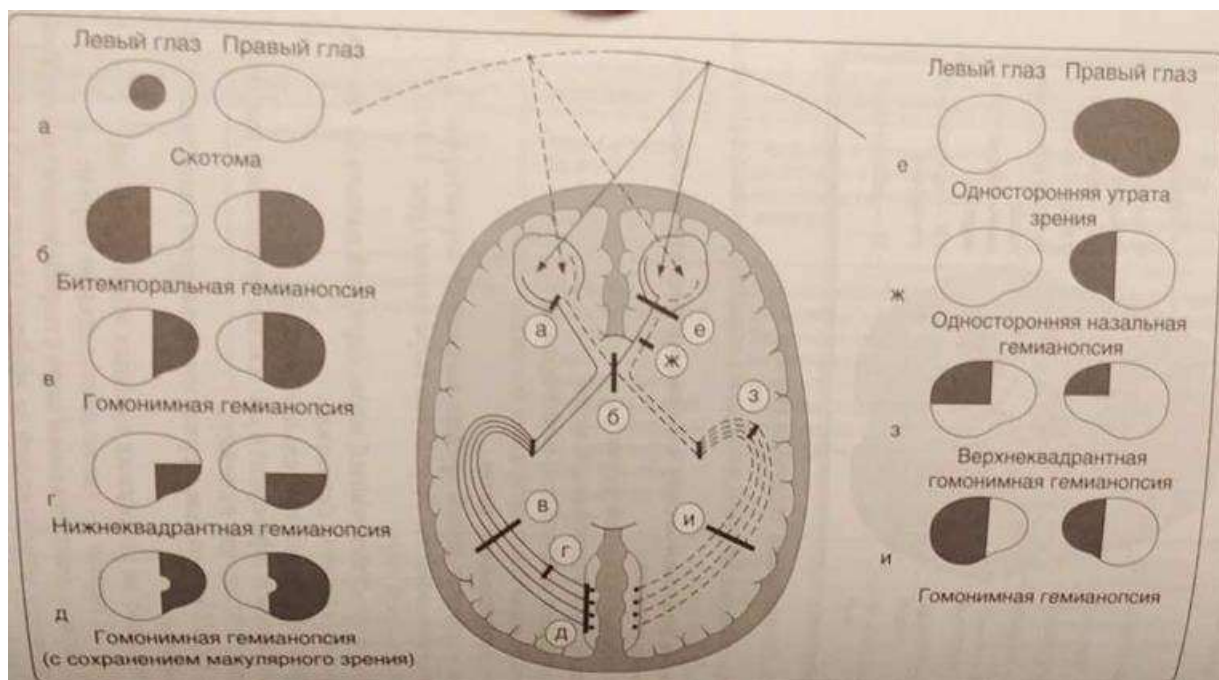 Левый глаз Правый глаз
а
Скотома
б
Битемпоральная гемианопсия
в
Гомонимная гемианопсия
г
Нижнеквадрантная гемианопсия
д
Гомонимная гемианопсия
(с сохранением макулярного зрения)
а
е
ж
б
з
в
и
г
д
Левый глаз Правый глаз
е
Односторонняя утрата
зрения
ж
Односторонняя назальная
гемианопсия
з
Верхнеквадрантная
гомонимная гемианопсия
и
Гомонимная гемианопсия